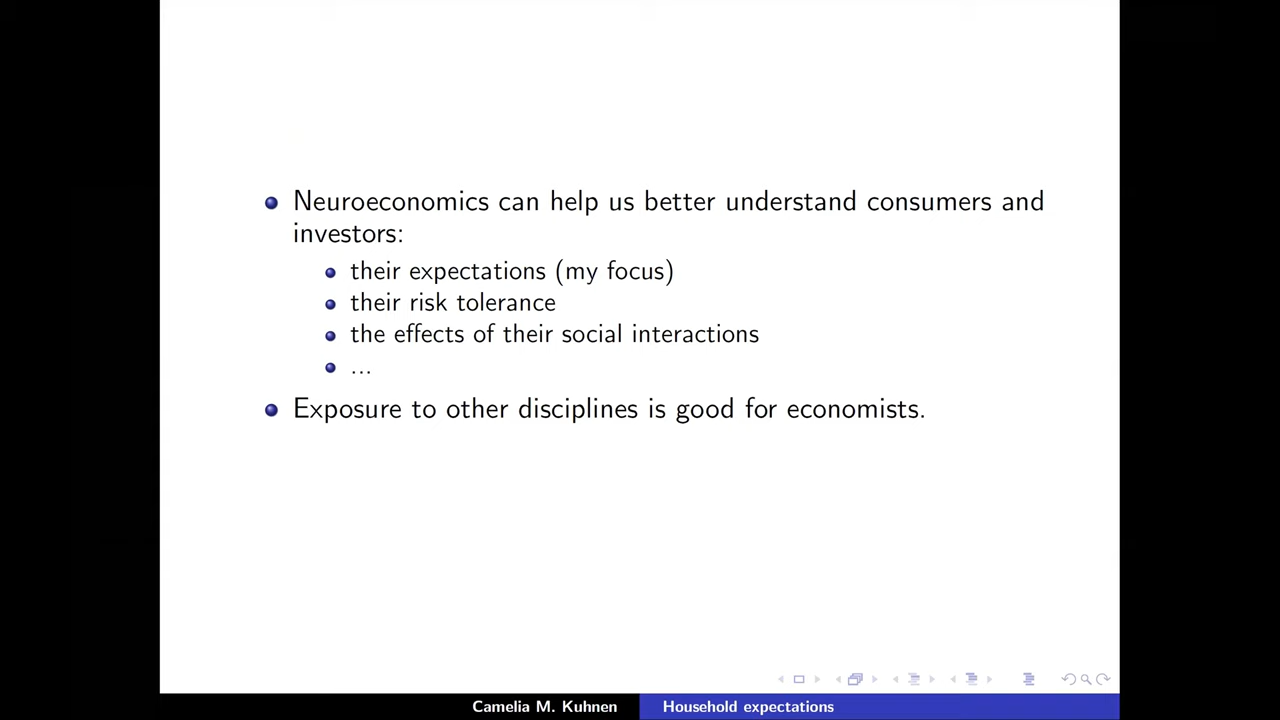 Neuroeconomics can help us better understand consumers and
investors:
their expectations (my focus)
their risk tolerance
the effects of their social interactions
...
Exposure to other disciplines is good for economists.
Camelia M. Kuhnen
Household expectations